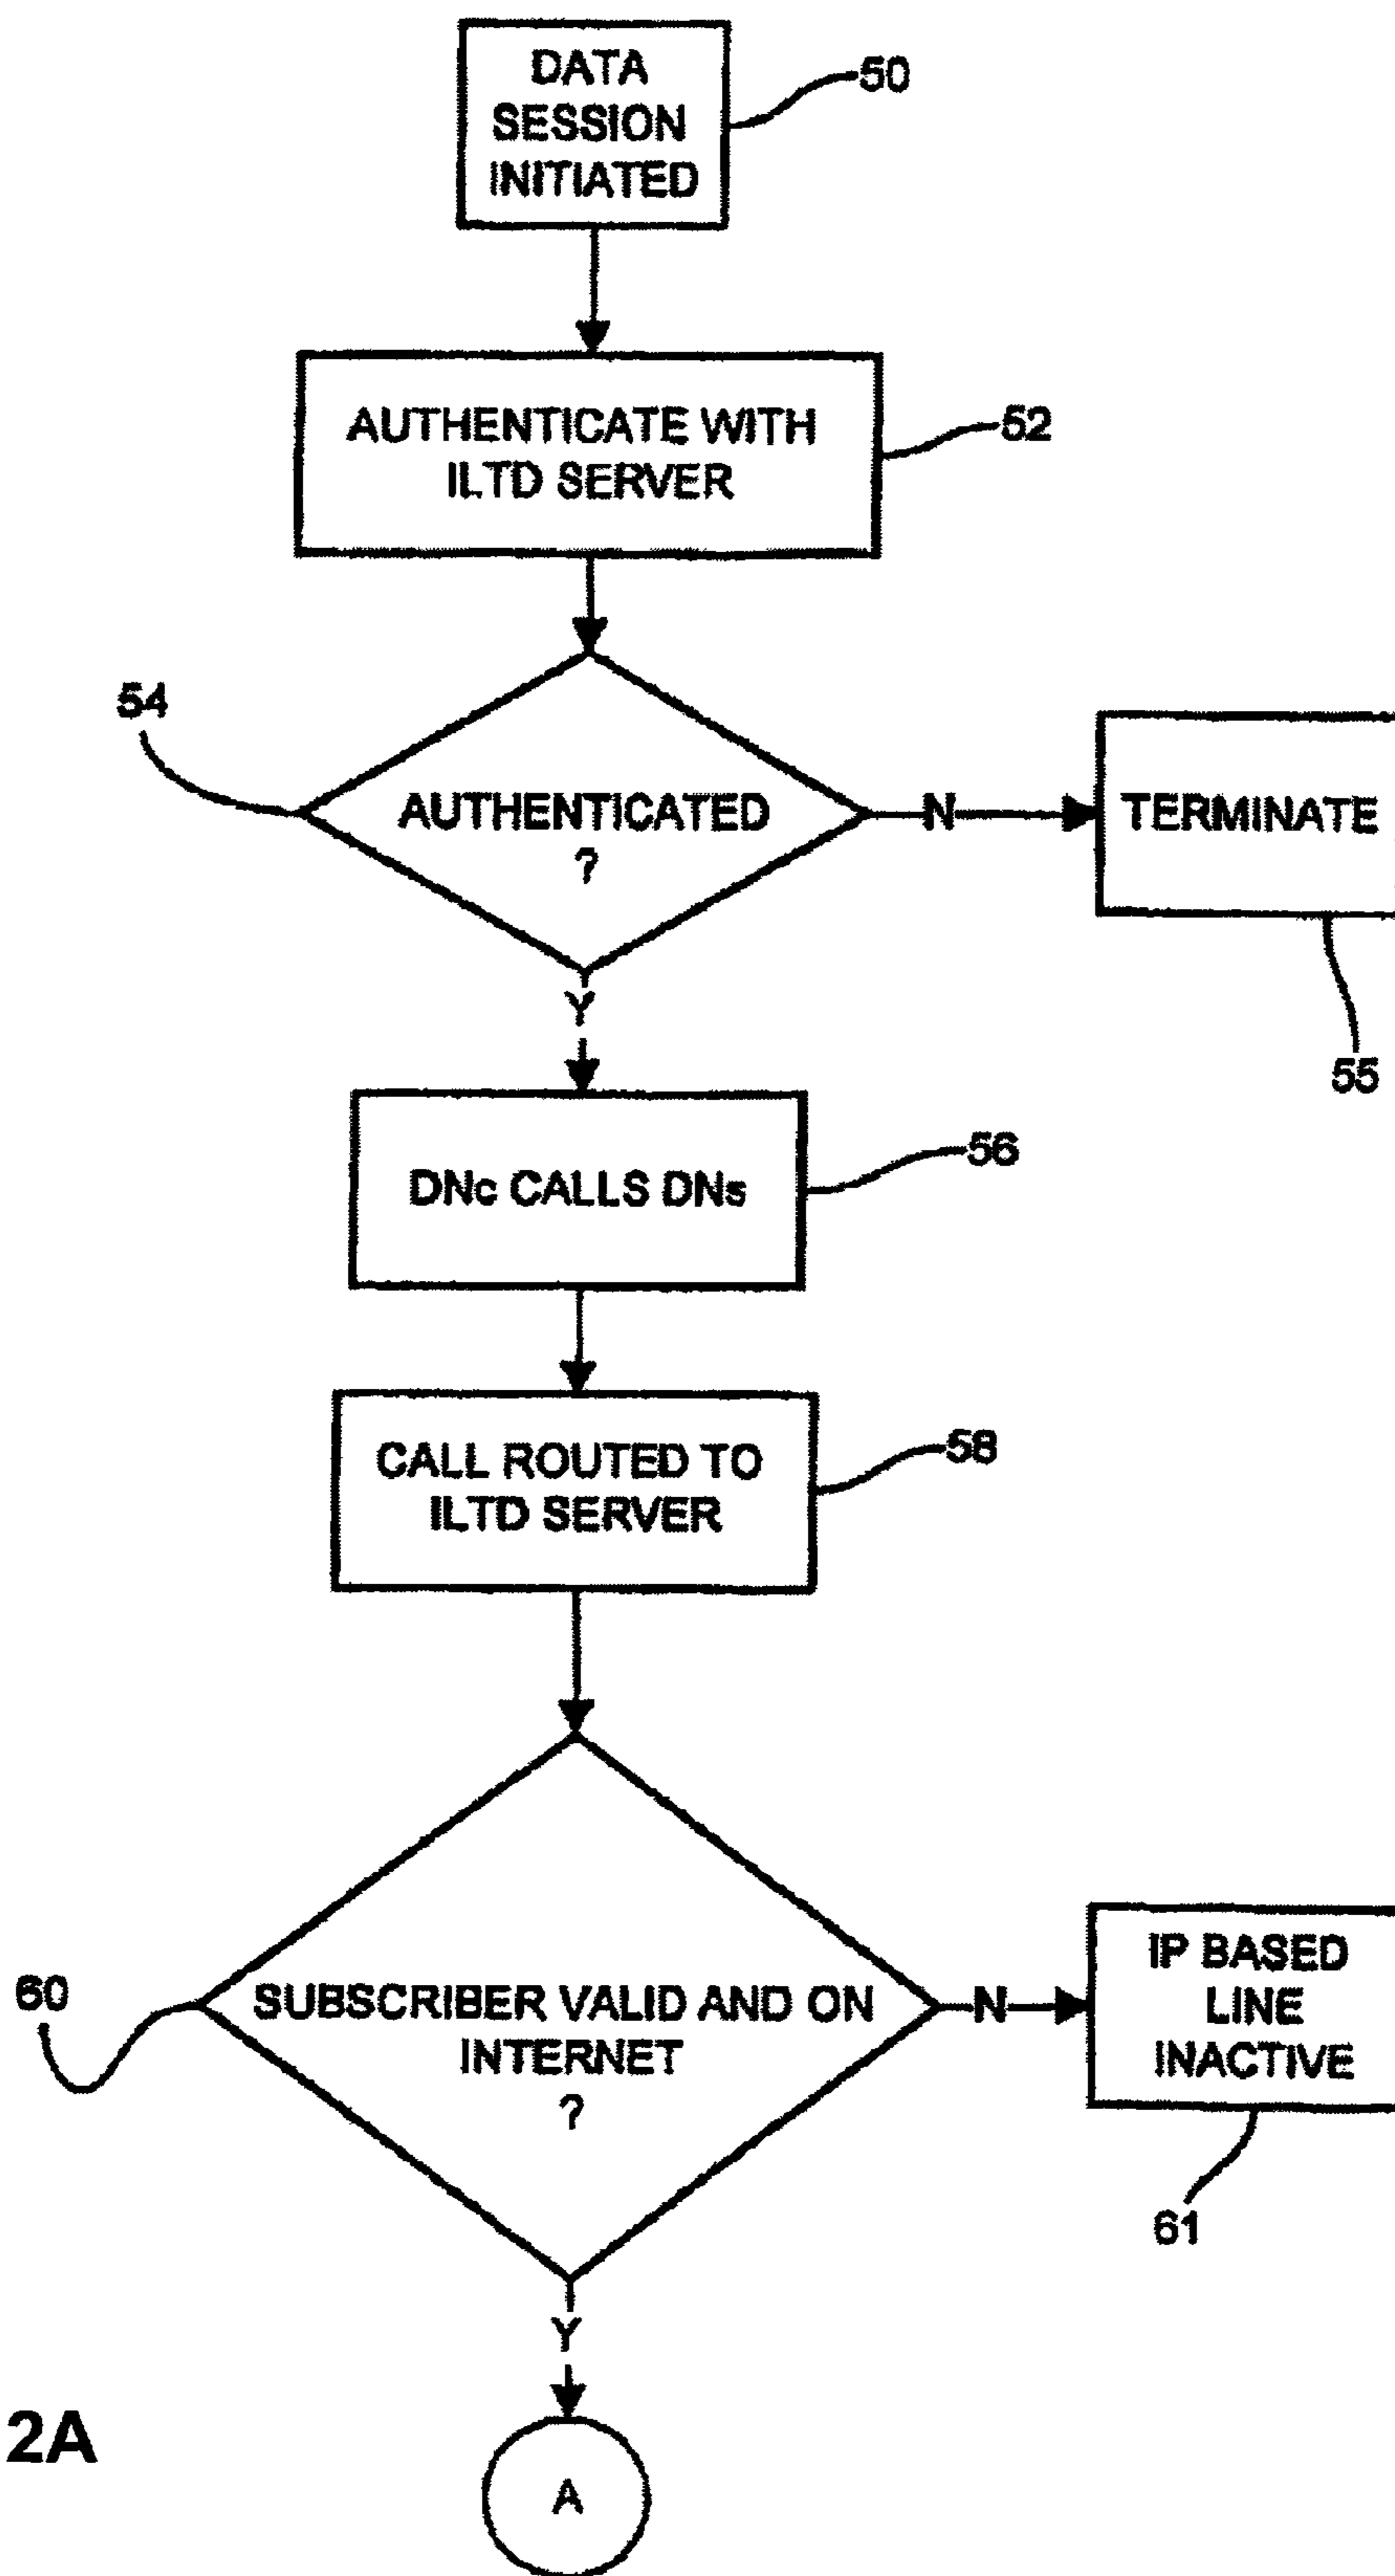 DATA
SESSION
INITIATED
50
AUTHENTICATE WITH
ILTD SERVER
52
54
AUTHENTICATED
?
N
TERMINATE
55
Y
DNc CALLS DNs
56
CALL ROUTED TO
ILTD SERVER
58
60
SUBSCRIBER VALID AND ON
INTERNET
?
N
IP BASED
LINE
INACTIVE
61
Y
2A
A